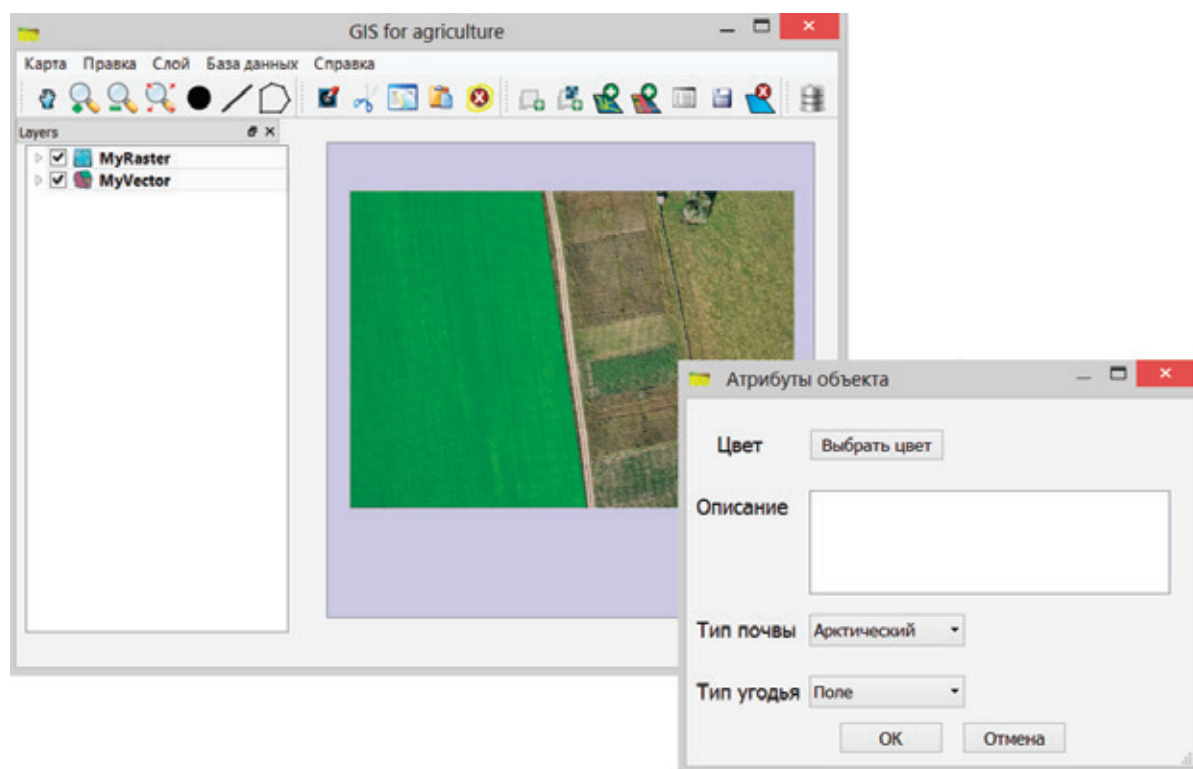 GIS for agriculture
Карта Правка Слой База данных Справка
Layers
MyRaster
MyVector
Атрибуты объекта
Цвет Выбрать цвет
Описание
Тип почвы Арктический
Тип угодья Поле
ОК Отмена